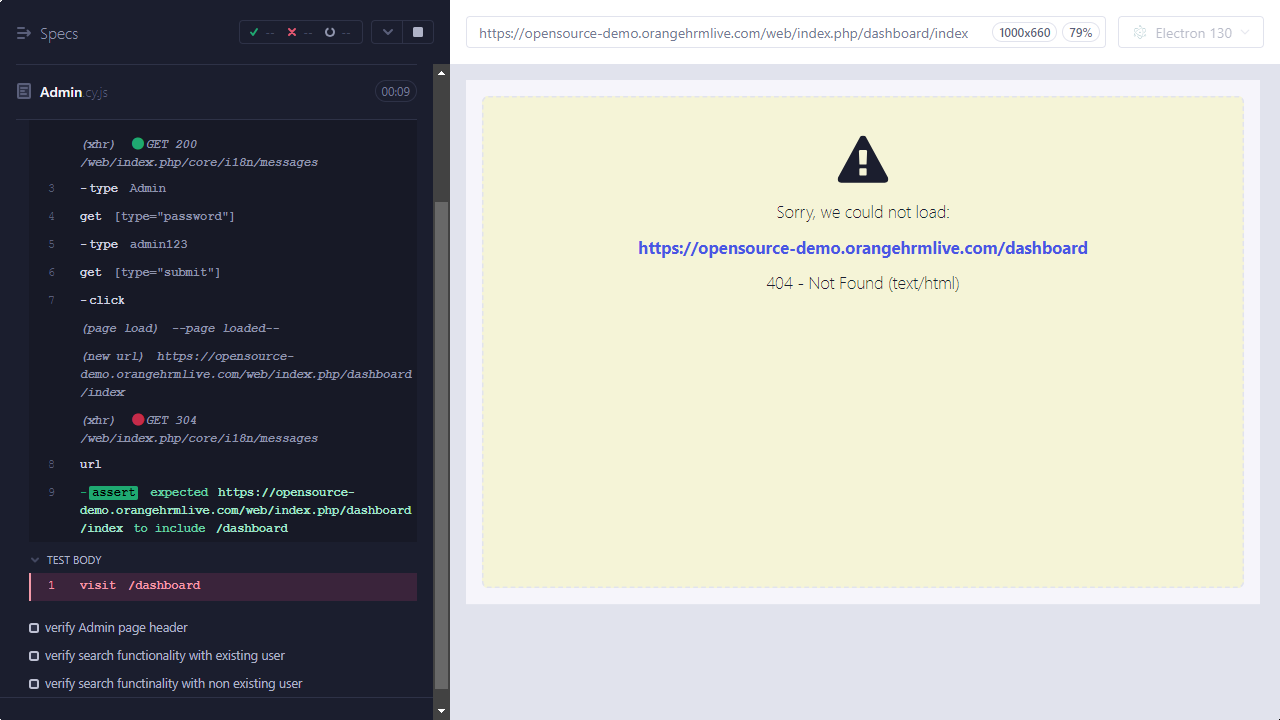 Specs
--
--
--
Admin cy.js
00:09
(xhr) GET 200
/web/index.php/core/i18n/messages
3 -type Admin
4 get [type="password"]
5 -type admin123
6 get [type="submit"]
7 -click
(page load) --page loaded--
(new url) https://opensource-
demo.orangehrmlive.com/web/index.php/dashboard
/index
(xhr) GET 304
/web/index.php/core/i18n/messages
8 url
9 -assert expected https://opensource-
demo.orangehrmlive.com/web/index.php/dashboard
/index to include /dashboard
TEST BODY
1 visit /dashboard
verify Admin page header
verify search functionality with existing user
verify search functinality with non existing user
https://opensource-demo.orangehrmlive.com/web/index.php/dashboard/index
1000x660
79%
Electron 130
Sorry, we could not load:
https://opensource-demo.orangehrmlive.com/dashboard
404 - Not Found (text/html)